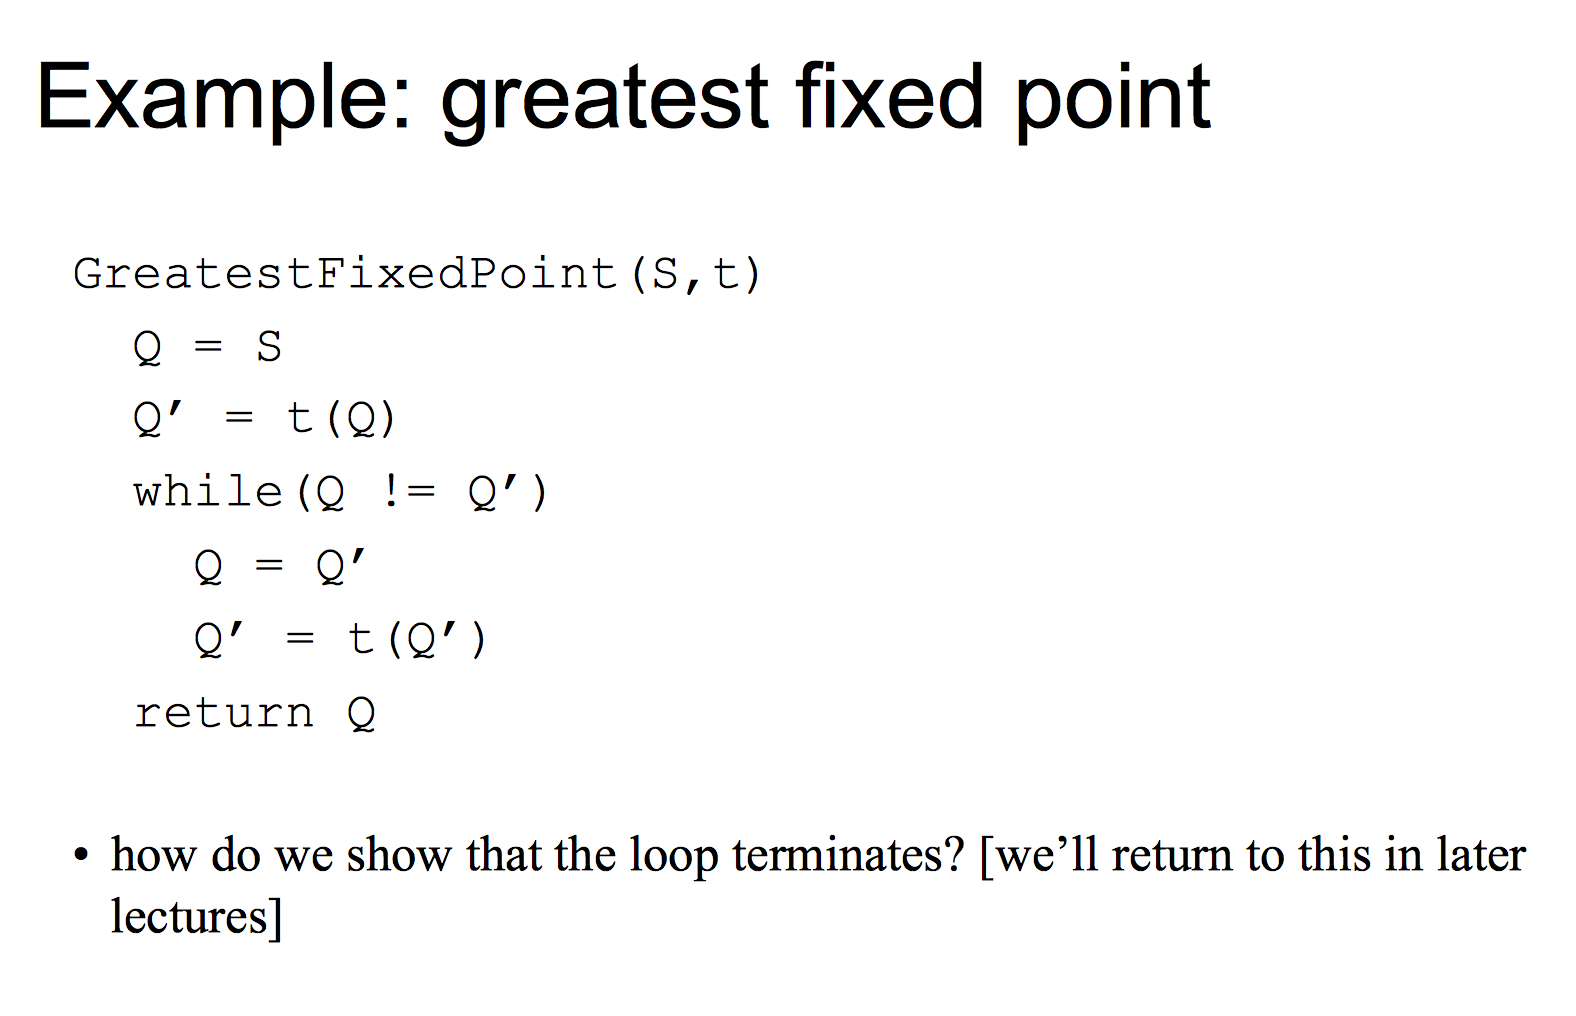 Example: greatest fixed point
GreatestFixedPoint(S,t)
Q = S
Q′ = t(Q)
while(Q != Q′)
Q = Q′
Q′ = t(Q′)
return Q
• how do we show that the loop terminates? [we’ll return to this in later
lectures]